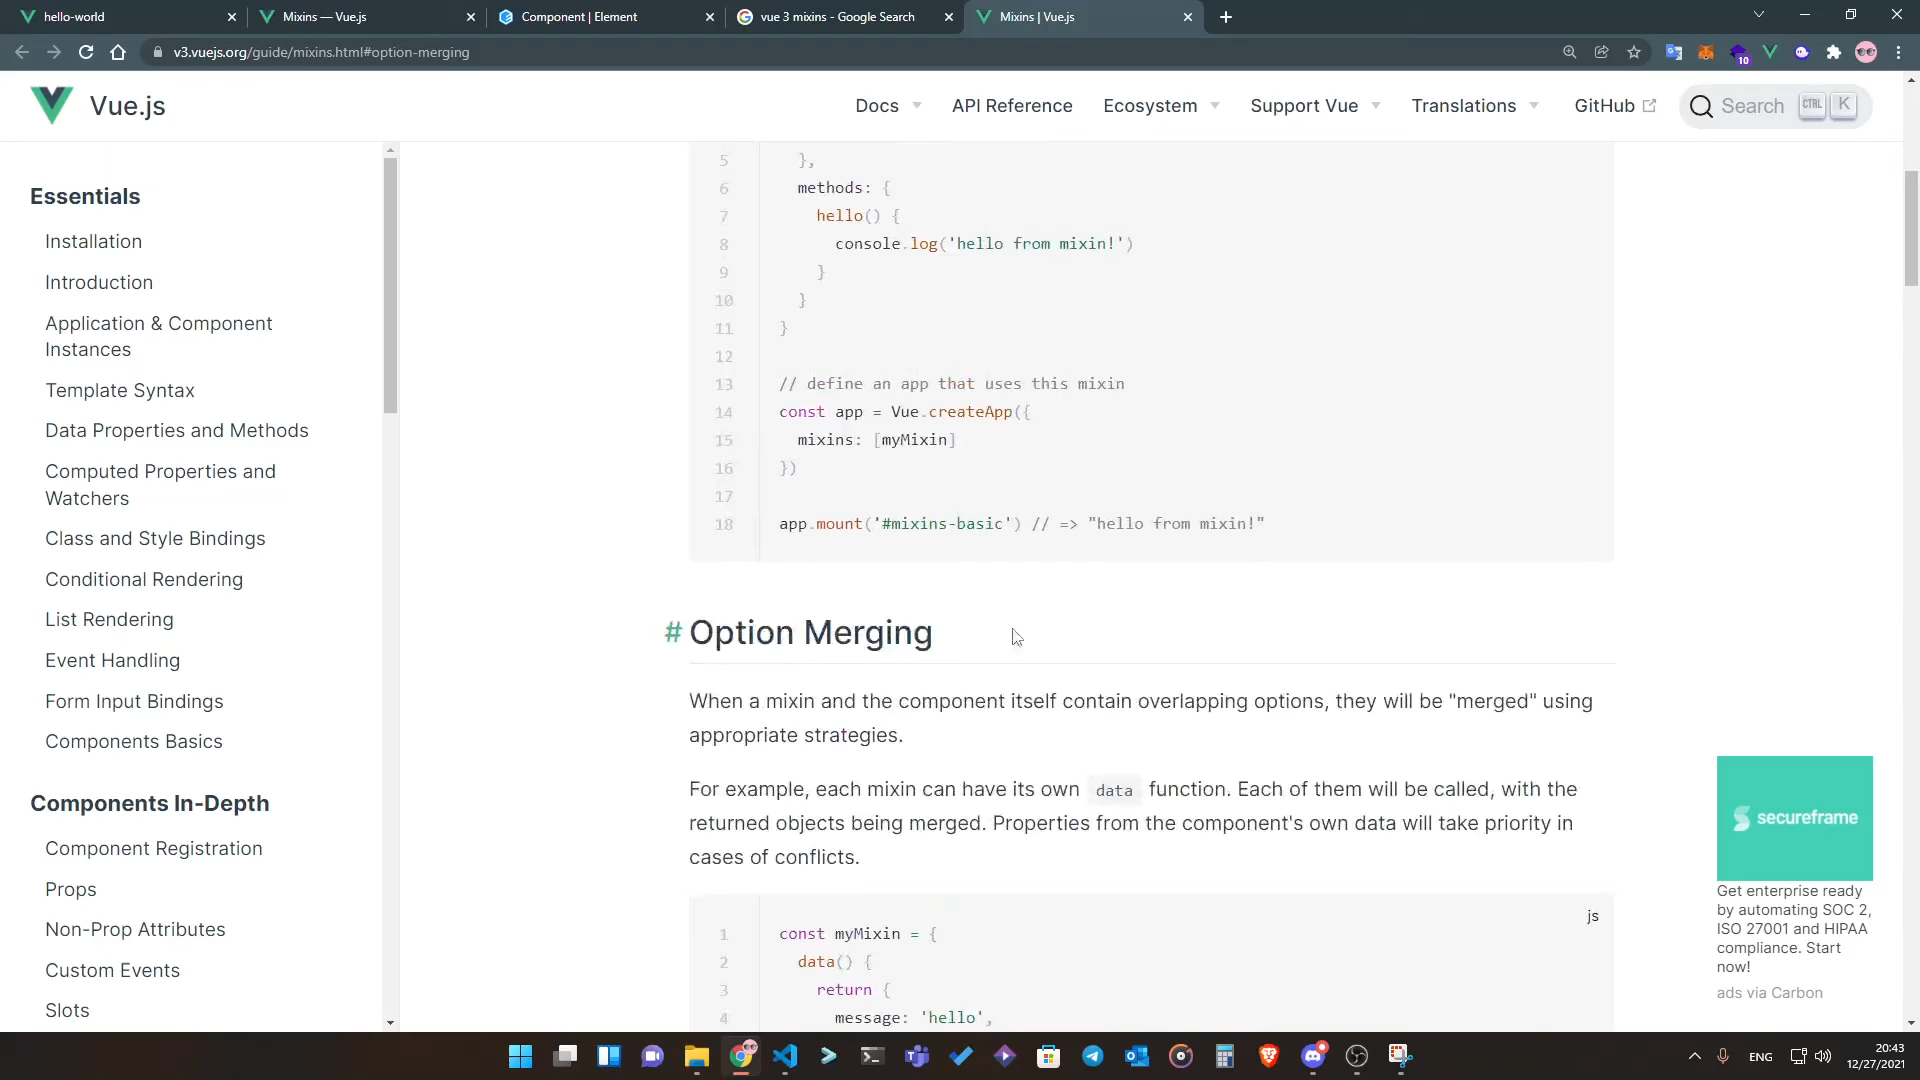 hello-world
Mixins — Vue.js
Component | Element
vue 3 mixins - Google Search
Mixins | Vue.js
v3.vuejs.org/guide/mixins.html#option-merging
10
Vue.js
Docs
API Reference
Ecosystem
Support Vue
Translations
GitHub
Search
CTRL
K
Essentials
Installation
Introduction
Application & Component
Instances
Template Syntax
Data Properties and Methods
Computed Properties and
Watchers
Class and Style Bindings
Conditional Rendering
List Rendering
Event Handling
Form Input Bindings
Components Basics
Components In-Depth
Component Registration
Props
Non-Prop Attributes
Custom Events
Slots
5 },
6 methods: {
7 hello() {
8 console.log('hello from mixin!')
9 }
10 }
11 }
12
13 // define an app that uses this mixin
14 const app = Vue.createApp({
15 mixins: [myMixin]
16 })
17
18 app.mount('#mixins-basic') // => "hello from mixin!"
# Option Merging
When a mixin and the component itself contain overlapping options, they will be "merged" using
appropriate strategies.
For example, each mixin can have its own data function. Each of them will be called, with the
returned objects being merged. Properties from the component's own data will take priority in
cases of conflicts.
js
1 const myMixin = {
2 data() {
3 return {
4 message: 'hello',
secureframe
Get enterprise ready
by automating SOC 2,
ISO 27001 and HIPAA
compliance. Start
now!
ads via Carbon
ENG
20:43
12/27/2021